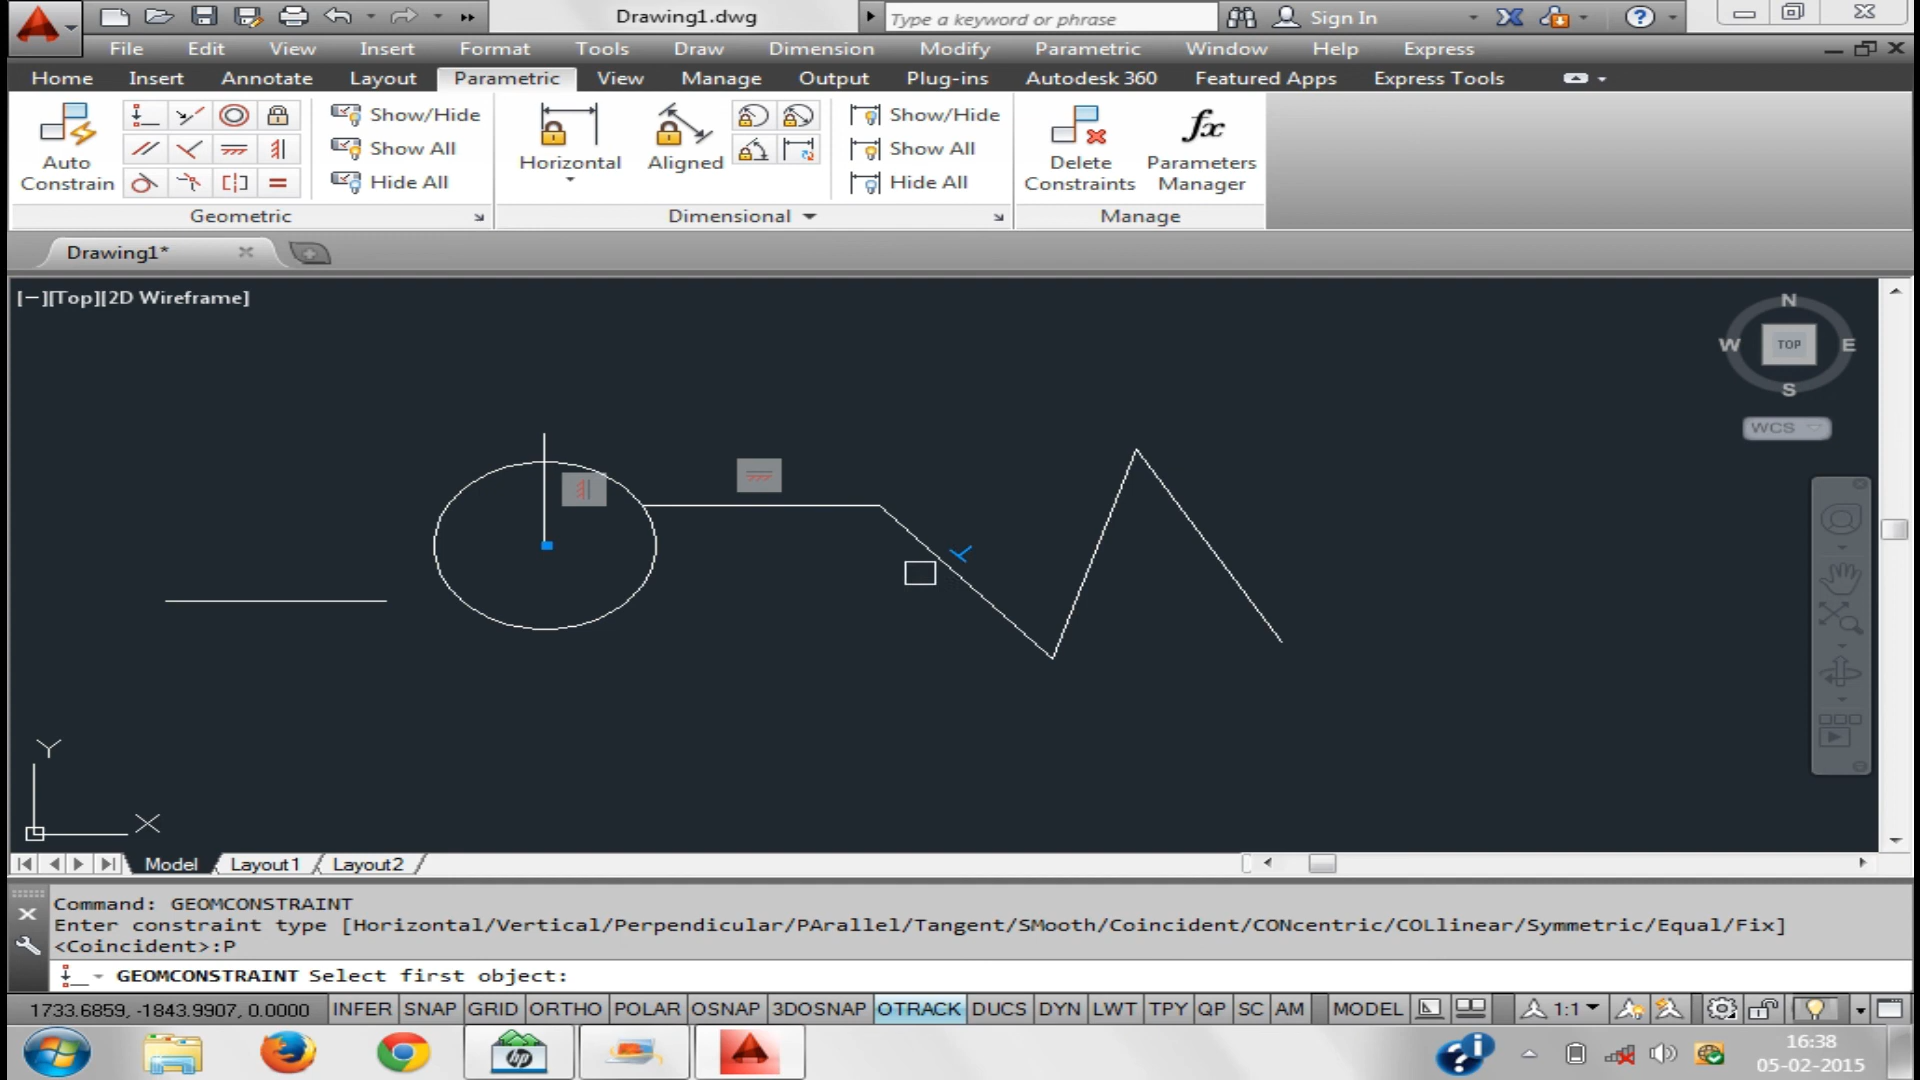 Drawing1.dwg
Type a keyword or phrase
Sign In
File Edit View Insert Format Tools Draw Dimension Modify Parametric Window Help Express
Home Insert Annotate Layout Parametric View Manage Output Plug-ins Autodesk 360 Featured Apps Express Tools
Auto Constrain
Show/Hide
Show All
Hide All
Geometric
Horizontal
Aligned
Show/Hide
Show All
Hide All
Dimensional
Delete Constraints
fx
Parameters Manager
Manage
Drawing1*
[−][Top][2D Wireframe]
N
W TOP E
S
WCS
Y
X
Model Layout1 Layout2
Command: GEOMCONSTRAINT
Enter constraint type [Horizontal/Vertical/Perpendicular/PArallel/Tangent/SMooth/Coincident/CONcentric/COLlinear/Symmetric/Equal/Fix]
<Coincident>:P
GEOMCONSTRAINT Select first object:
1733.6859, -1843.9907, 0.0000 INFER SNAP GRID ORTHO POLAR OSNAP 3DOSNAP OTRACK DUCS DYN LWT TPY QP SC AM MODEL 1:1
hp
16:38
05-02-2015